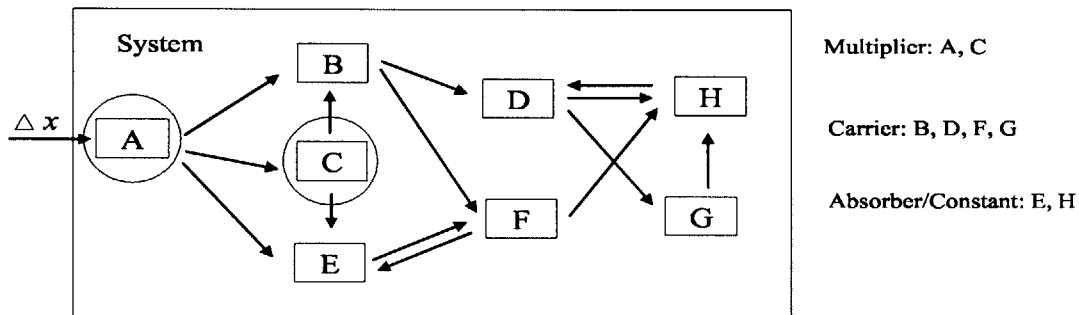 System
Multiplier: A, C
B
H
D
△ x
A
Carrier: B, D, F, G
C
F
G
Absorber/Constant: E, H
E